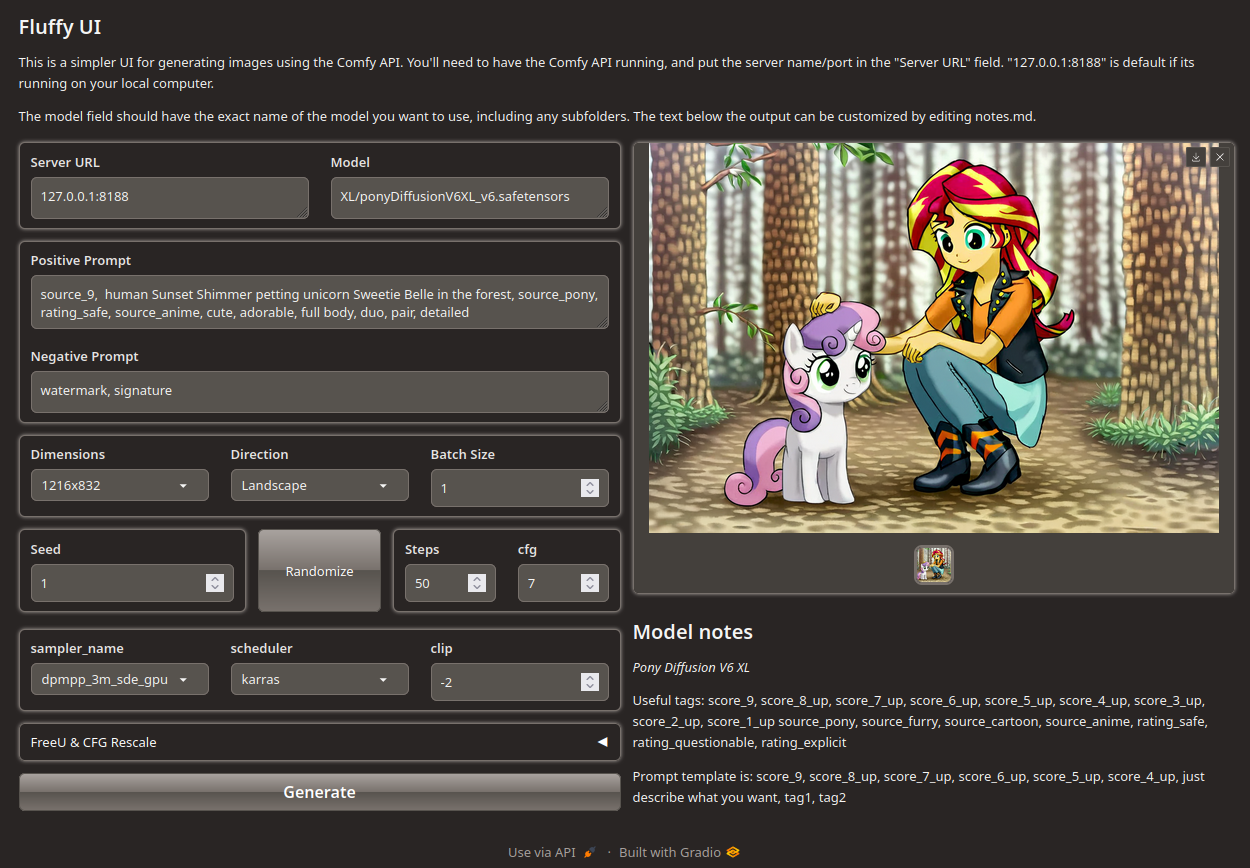 Fluffy UI
This is a simpler UI for generating images using the Comfy API. You'll need to have the Comfy API running, and put the server name/port in the "Server URL" field. "127.0.0.1:8188" is default if its
running on your local computer.
The model field should have the exact name of the model you want to use, including any subfolders. The text below the output can be customized by editing notes.md.
Server URL
Model
127.0.0.1:8188
XL/ponyDiffusionV6XL_v6.safetensors
Positive Prompt
source_9,  human Sunset Shimmer petting unicorn Sweetie Belle in the forest, source_pony,
rating_safe, source_anime, cute, adorable, full body, duo, pair, detailed
Negative Prompt
watermark, signature
Dimensions
Direction
Batch Size
1216x832
Landscape
1
Seed
1
Randomize
Steps
cfg
50
7
sampler_name
scheduler
clip
dpmpp_3m_sde_gpu
karras
-2
FreeU & CFG Rescale
Generate
Model notes
Pony Diffusion V6 XL
Useful tags: score_9, score_8_up, score_7_up, score_6_up, score_5_up, score_4_up, score_3_up,
score_2_up, score_1_up source_pony, source_furry, source_cartoon, source_anime, rating_safe,
rating_questionable, rating_explicit
Prompt template is: score_9, score_8_up, score_7_up, score_6_up, score_5_up, score_4_up, just
describe what you want, tag1, tag2
Use via API · Built with Gradio